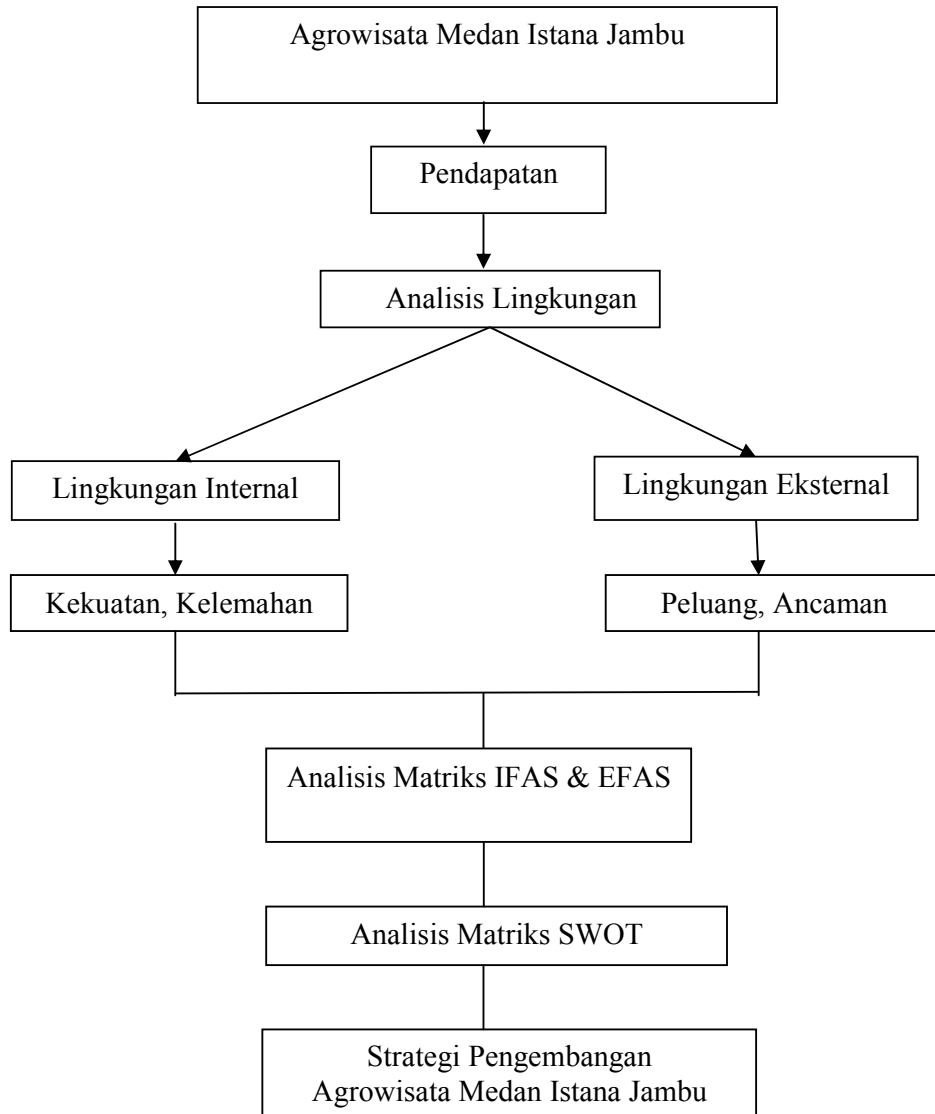 Agrowisata Medan Istana Jambu
Pendapatan
Analisis Lingkungan
Lingkungan Internal
Lingkungan Eksternal
Kekuatan, Kelemahan
Peluang, Ancaman
Analisis Matriks IFAS & EFAS
Analisis Matriks SWOT
Strategi Pengembangan
Agrowisata Medan Istana Jambu